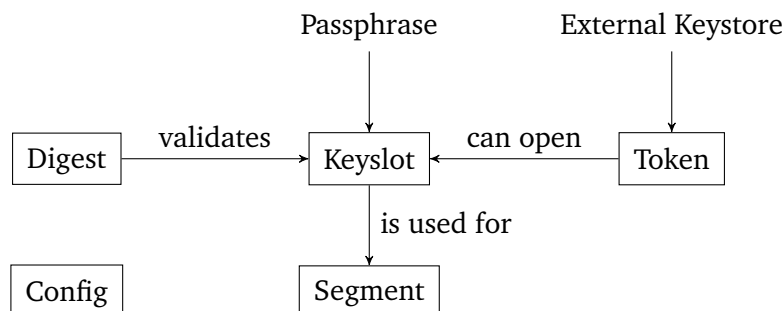 Passphrase External Keystore
validates can open
Digest Keyslot Token
is used for
Config Segment